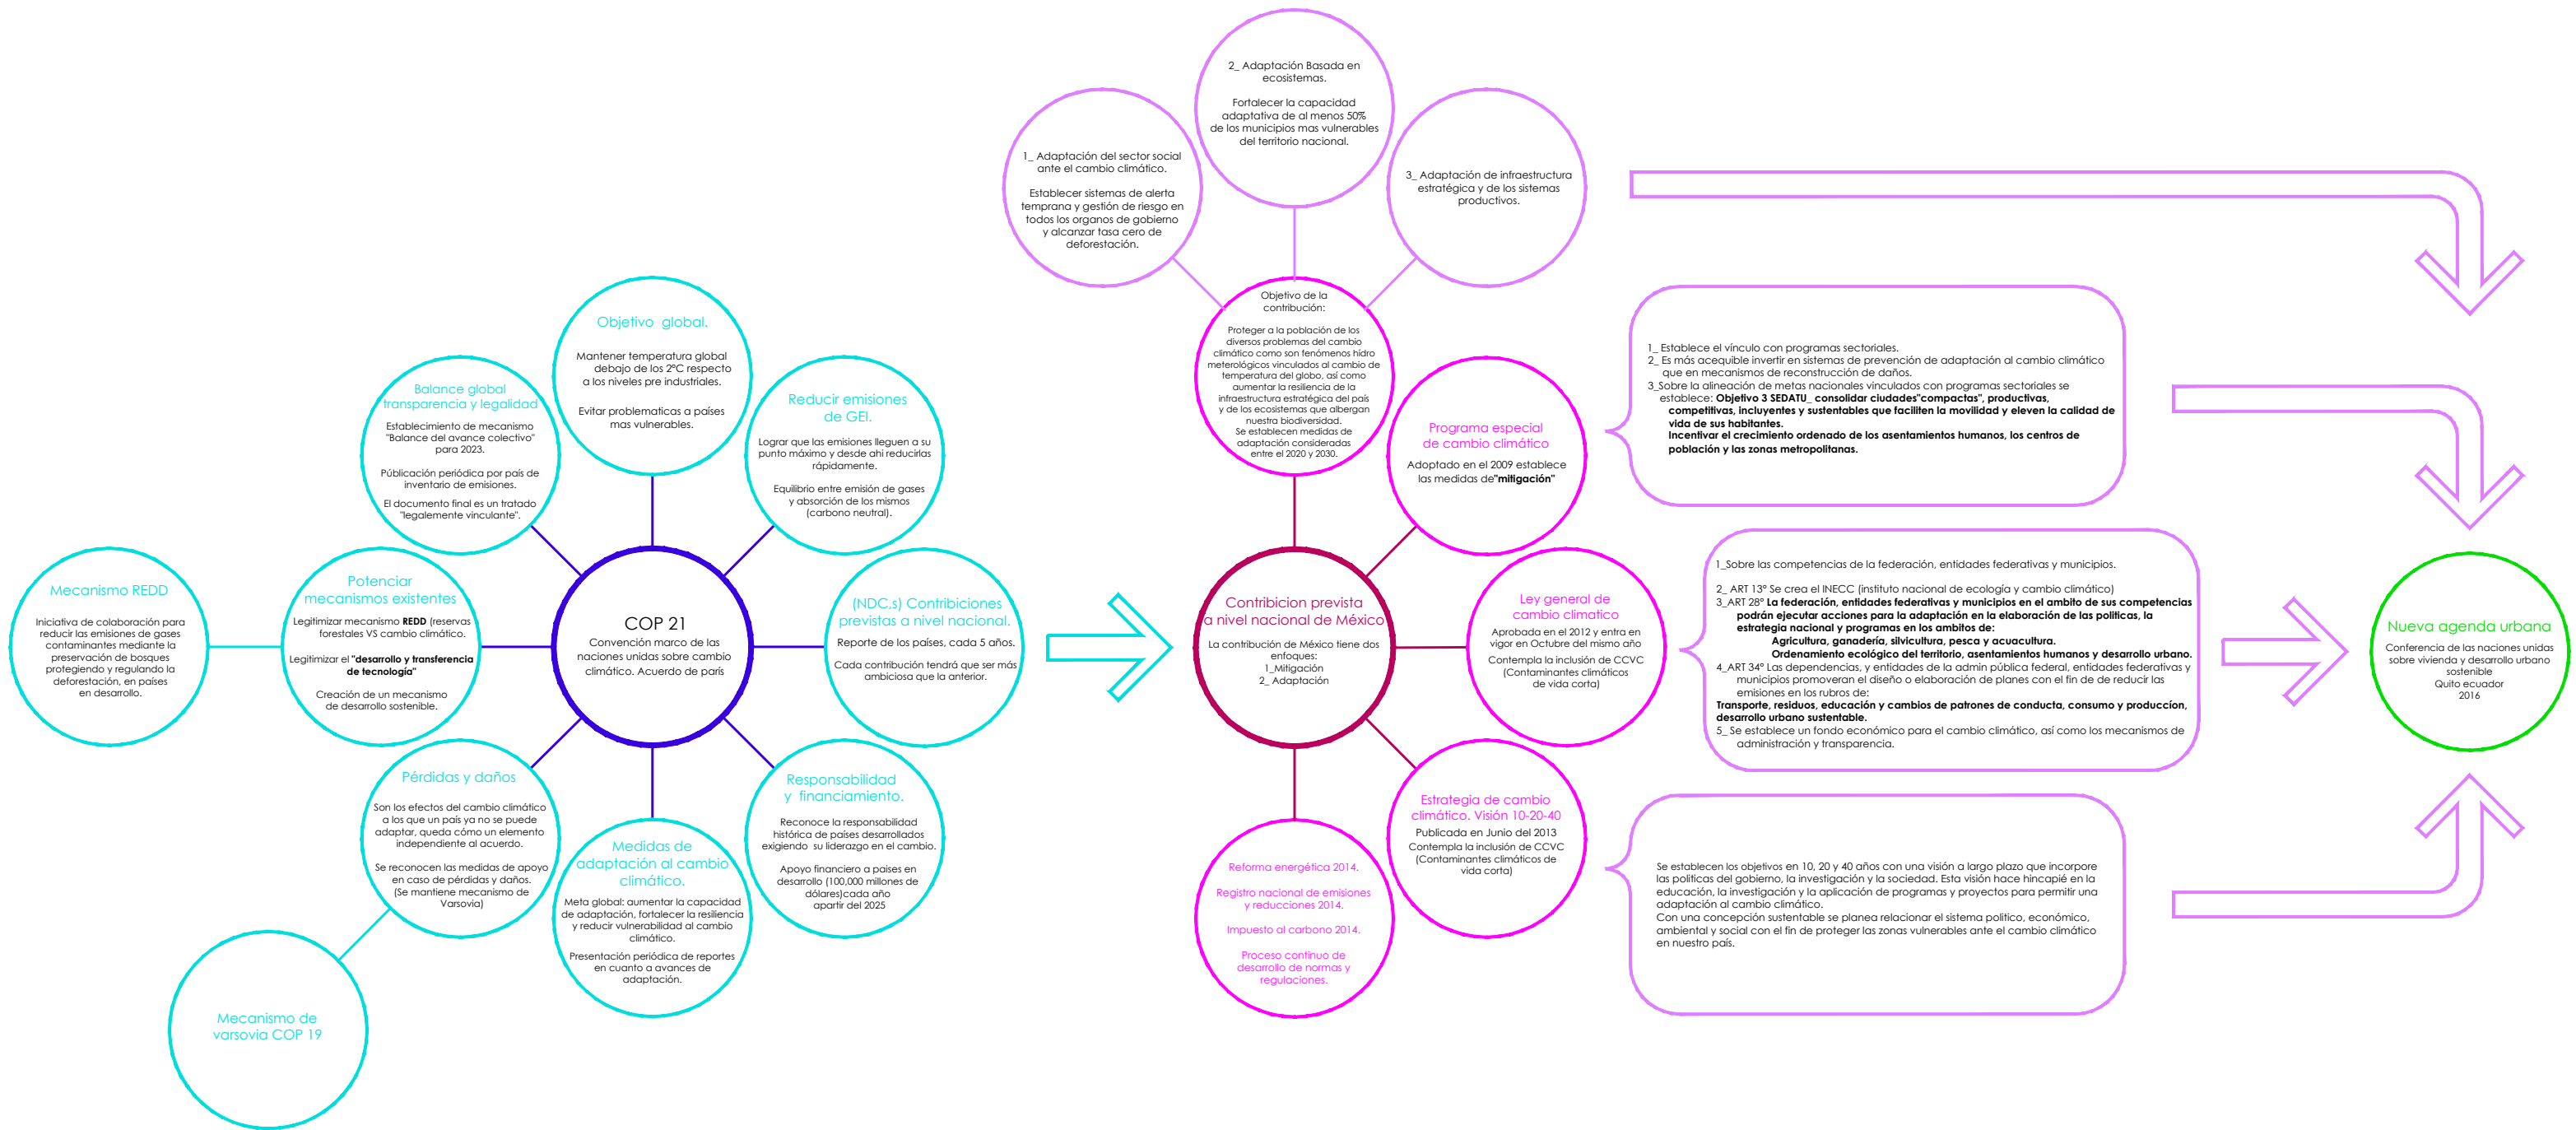 Mecanismo REDD
Iniciativa de colaboración para
reducir las emisiones de gases
contaminantes mediante la
preservación de bosques
protegiendo y regulando la
deforestación, en países
en desarrollo.
Potenciar
mecanismos existentes
Legitimizar mecanismo REDD (reservas
forestales VS cambio climático.
Legitimizar el "desarrollo y transferencia
de tecnología"
Creación de un mecanismo
de desarrollo sostenible.
Balance global
transparencia y legalidad
Establecimiento de mecanismo
"Balance del avance colectivo"
para 2023.
Públicación periódica por país de
inventario de emisiones.
El documento final es un tratado
"legalemente vinculante".
Objetivo global.
Mantener temperatura global
debajo de los 2°C respecto
a los niveles pre industriales.
Evitar problematicas a países
mas vulnerables.
Reducir emisiones
de GEI.
Lograr que las emisiones lleguen a su
punto máximo y desde ahi reducirlas
rápidamente.
Equilibrio entre emisión de gases
y absorción de los mismos
(carbono neutral).
COP 21
Convención marco de las
naciones unidas sobre cambio
climático. Acuerdo de parís
(NDC,s) Contribiciones
previstas a nivel nacional.
Reporte de los países, cada 5 años.
Cada contribución tendrá que ser más
ambiciosa que la anterior.
Pérdidas y daños
Son los efectos del cambio climático
a los que un país ya no se puede
adaptar, queda cómo un elemento
independiente al acuerdo.
Se reconocen las medidas de apoyo
en caso de pérdidas y daños.
(Se mantiene mecanismo de
Varsovia)
Mecanismo de
varsovia COP 19
Medidas de
adaptación al cambio
climático.
Meta global: aumentar la capacidad
de adaptación, fortalecer la resiliencia
y reducir vulnerabilidad al cambio
climático.
Presentación periódica de reportes
en cuanto a avances de
adaptación.
Responsabilidad
y financiamiento.
Reconoce la responsabilidad
histórica de países desarrollados
exigiendo su liderazgo en el cambio.
Apoyo financiero a paises en
desarrollo (100,000 millones de
dólares)cada año
apartir del 2025
1_ Adaptación del sector social
ante el cambio climático.
Establecer sistemas de alerta
temprana y gestión de riesgo en
todos los organos de gobierno
y alcanzar tasa cero de
deforestación.
2_ Adaptación Basada en
ecosistemas.
Fortalecer la capacidad
adaptativa de al menos 50%
de los municipios mas vulnerables
del territorio nacional.
3_ Adaptación de infraestructura
estratégica y de los sistemas
productivos.
Objetivo de la
contribución:
Proteger a la población de los
diversos problemas del cambio
climático como son fenómenos hídro
meterológicos vinculados al cambio de
temperatura del globo, así como
aumentar la resiliencia de la
infraestructura estratégica del país
y de los ecosistemas que albergan
nuestra biodiversidad.
Se establecen medidas de
adaptación consideradas
entre el 2020 y 2030.
Programa especial
de cambio climático
Adoptado en el 2009 establece
las medidas de"mitigación"
1_ Establece el vínculo con programas sectoriales.
2_ Es más acequible invertir en sistemas de prevención de adaptación al cambio climático
que en mecanismos de reconstrucción de daños.
3_Sobre la alineación de metas nacionales vinculados con programas sectoriales se
establece: Objetivo 3 SEDATU_ consolidar ciudades"compactas", productivas,
competitivas, incluyentes y sustentables que faciliten la movilidad y eleven la calidad de
vida de sus habitantes.
Incentivar el crecimiento ordenado de los asentamientos humanos, los centros de
población y las zonas metropolitanas.
Contribicion prevista
a nivel nacional de México
La contribución de México tiene dos
enfoques:
1_Mitigación
2_ Adaptación
Ley general de
cambio climatico
Aprobada en el 2012 y entra en
vigor en Octubre del mismo año
Contempla la inclusión de CCVC
(Contaminantes climáticos
de vida corta)
1_Sobre las competencias de la federación, entidades federativas y municipios.
2_ ART 13° Se crea el INECC (instituto nacional de ecología y cambio climático)
3_ART 28° La federación, entidades federativas y municipios en el ambito de sus competencias
podrán ejecutar acciones para la adaptación en la elaboración de las politicas, la
estrategia nacional y programas en los ambitos de:
Agricultura, ganadería, silvicultura, pesca y acuacultura.
Ordenamiento ecológico del territorio, asentamientos humanos y desarrollo urbano.
4_ART 34° Las dependencias, y entidades de la admin pública federal, entidades federativas y
municipios promoveran el diseño o elaboración de planes con el fin de de reducir las
emisiones en los rubros de:
Transporte, residuos, educación y cambios de patrones de conducta, consumo y produccíon,
desarrollo urbano sustentable.
5_ Se establece un fondo económico para el cambio climático, así como los mecanismos de
administración y transparencia.
Nueva agenda urbana
Conferencia de las naciones unidas
sobre vivienda y desarrollo urbano
sostenible
Quito ecuador
2016
Estrategia de cambio
climático. Visión 10-20-40
Publicada en Junio del 2013
Contempla la inclusión de CCVC
(Contaminantes climáticos de
vida corta)
Se establecen los objetivos en 10, 20 y 40 años con una visión a largo plazo que incorpore
las politicas del gobierno, la investigación y la sociedad. Esta visión hace hincapié en la
educación, la investigación y la aplicación de programas y proyectos para permitir una
adaptación al cambio climático.
Con una concepción sustentable se planea relacionar el sistema politico, económico,
ambiental y social con el fin de proteger las zonas vulnerables ante el cambio climático
en nuestro país.
Reforma energética 2014.
Registro nacional de emisiones
y reducciones 2014.
Impuesto al carbono 2014.
Proceso continuo de
desarrollo de normas y
regulaciones.